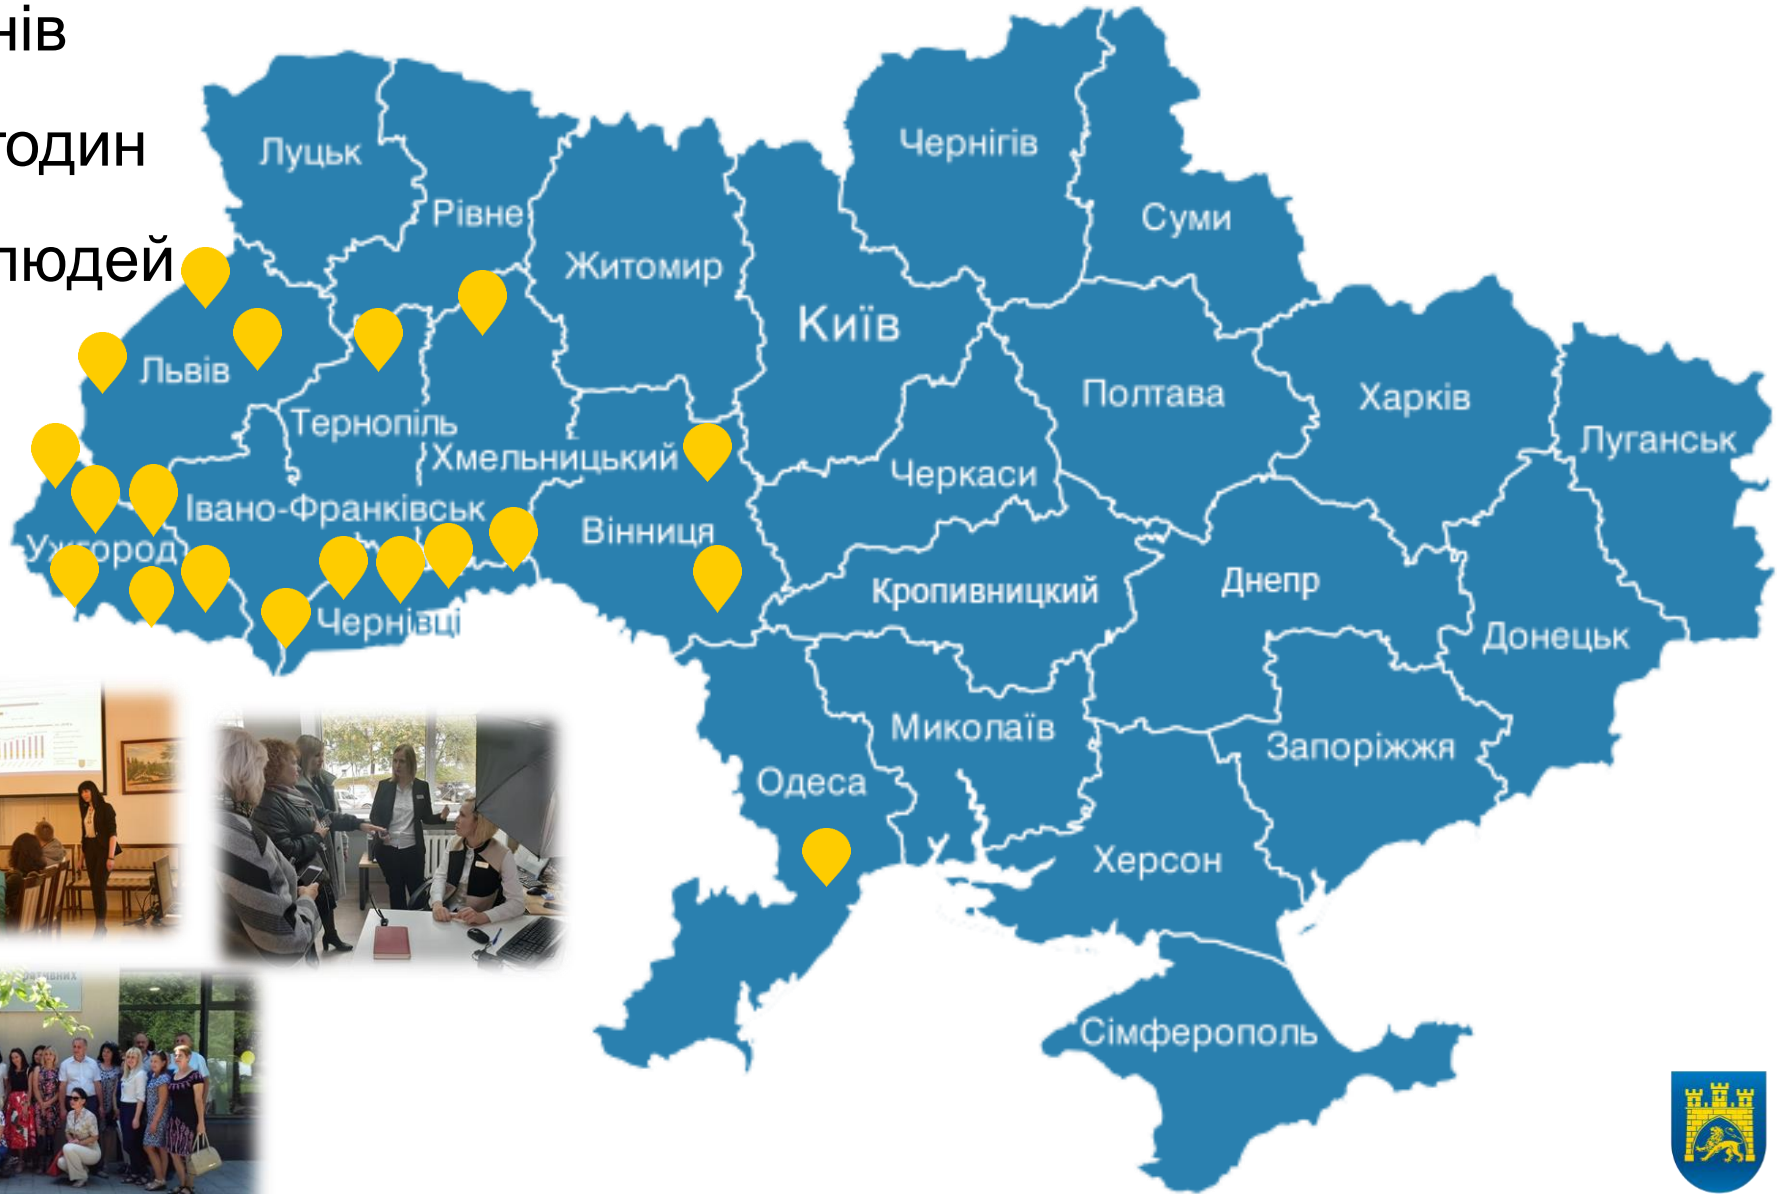 нів
годин
людей
Луцьк
Рівне
Житомир
Київ
Чернігів
Суми
Львів
Тернопіль
Хмельницький
Івано-Франківськ
Ужгород
Чернівці
Вінниця
Черкаси
Полтава
Харків
Луганськ
Кропивницкий
Днепр
Донецьк
Миколаїв
Одеса
Запоріжжя
Херсон
Сімферополь